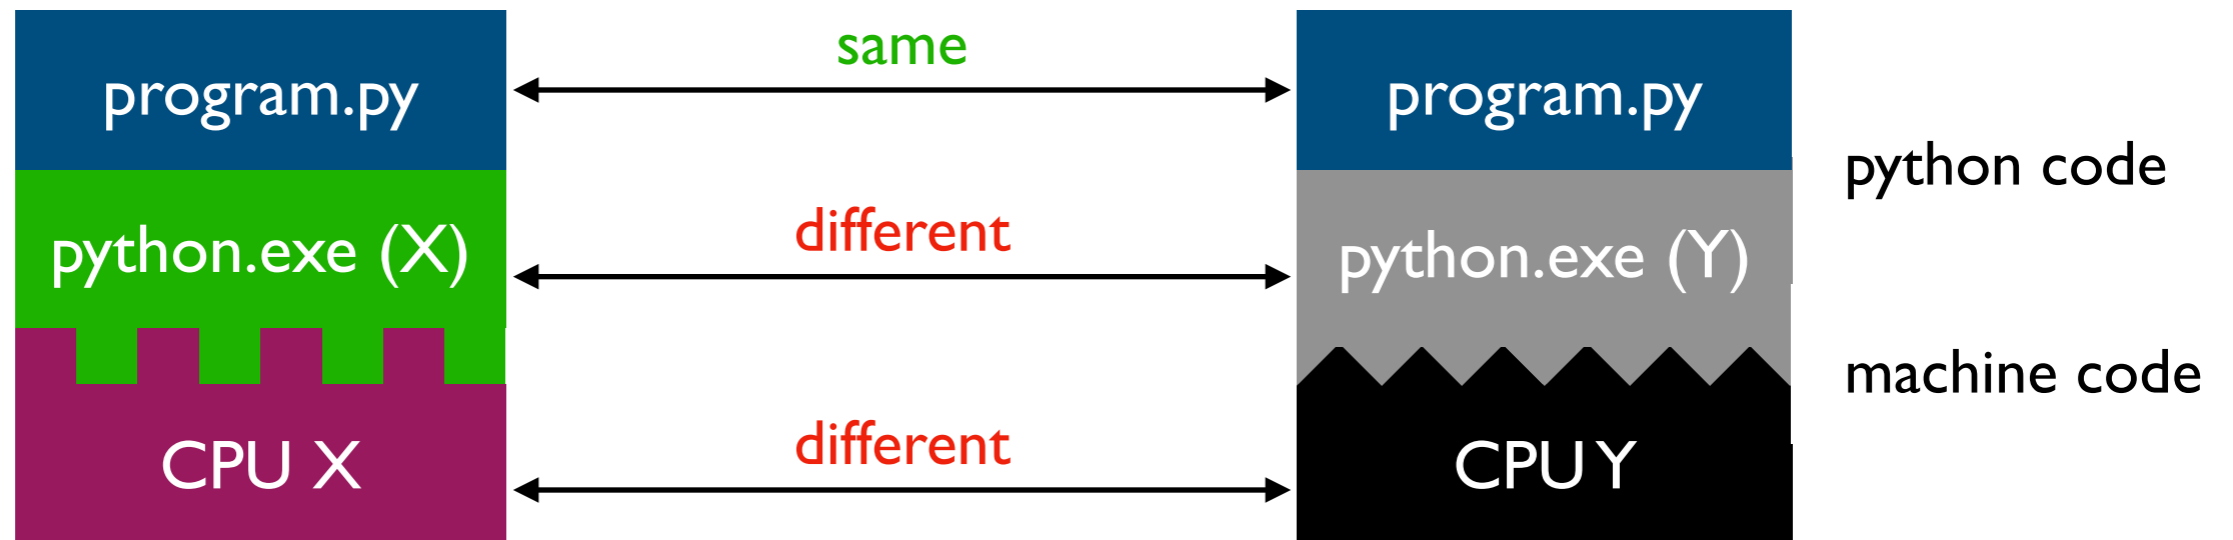 same
program.py
program.py
python code
different
python.exe (X)
python.exe (Y)
machine code
different
CPU X
CPU Y